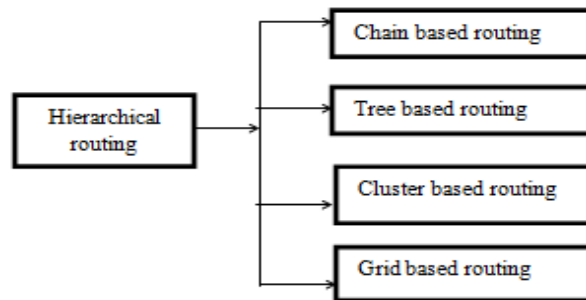 Chain based routing
Tree based routing
Hierarchical
routing
Cluster based routing
Grid based routing